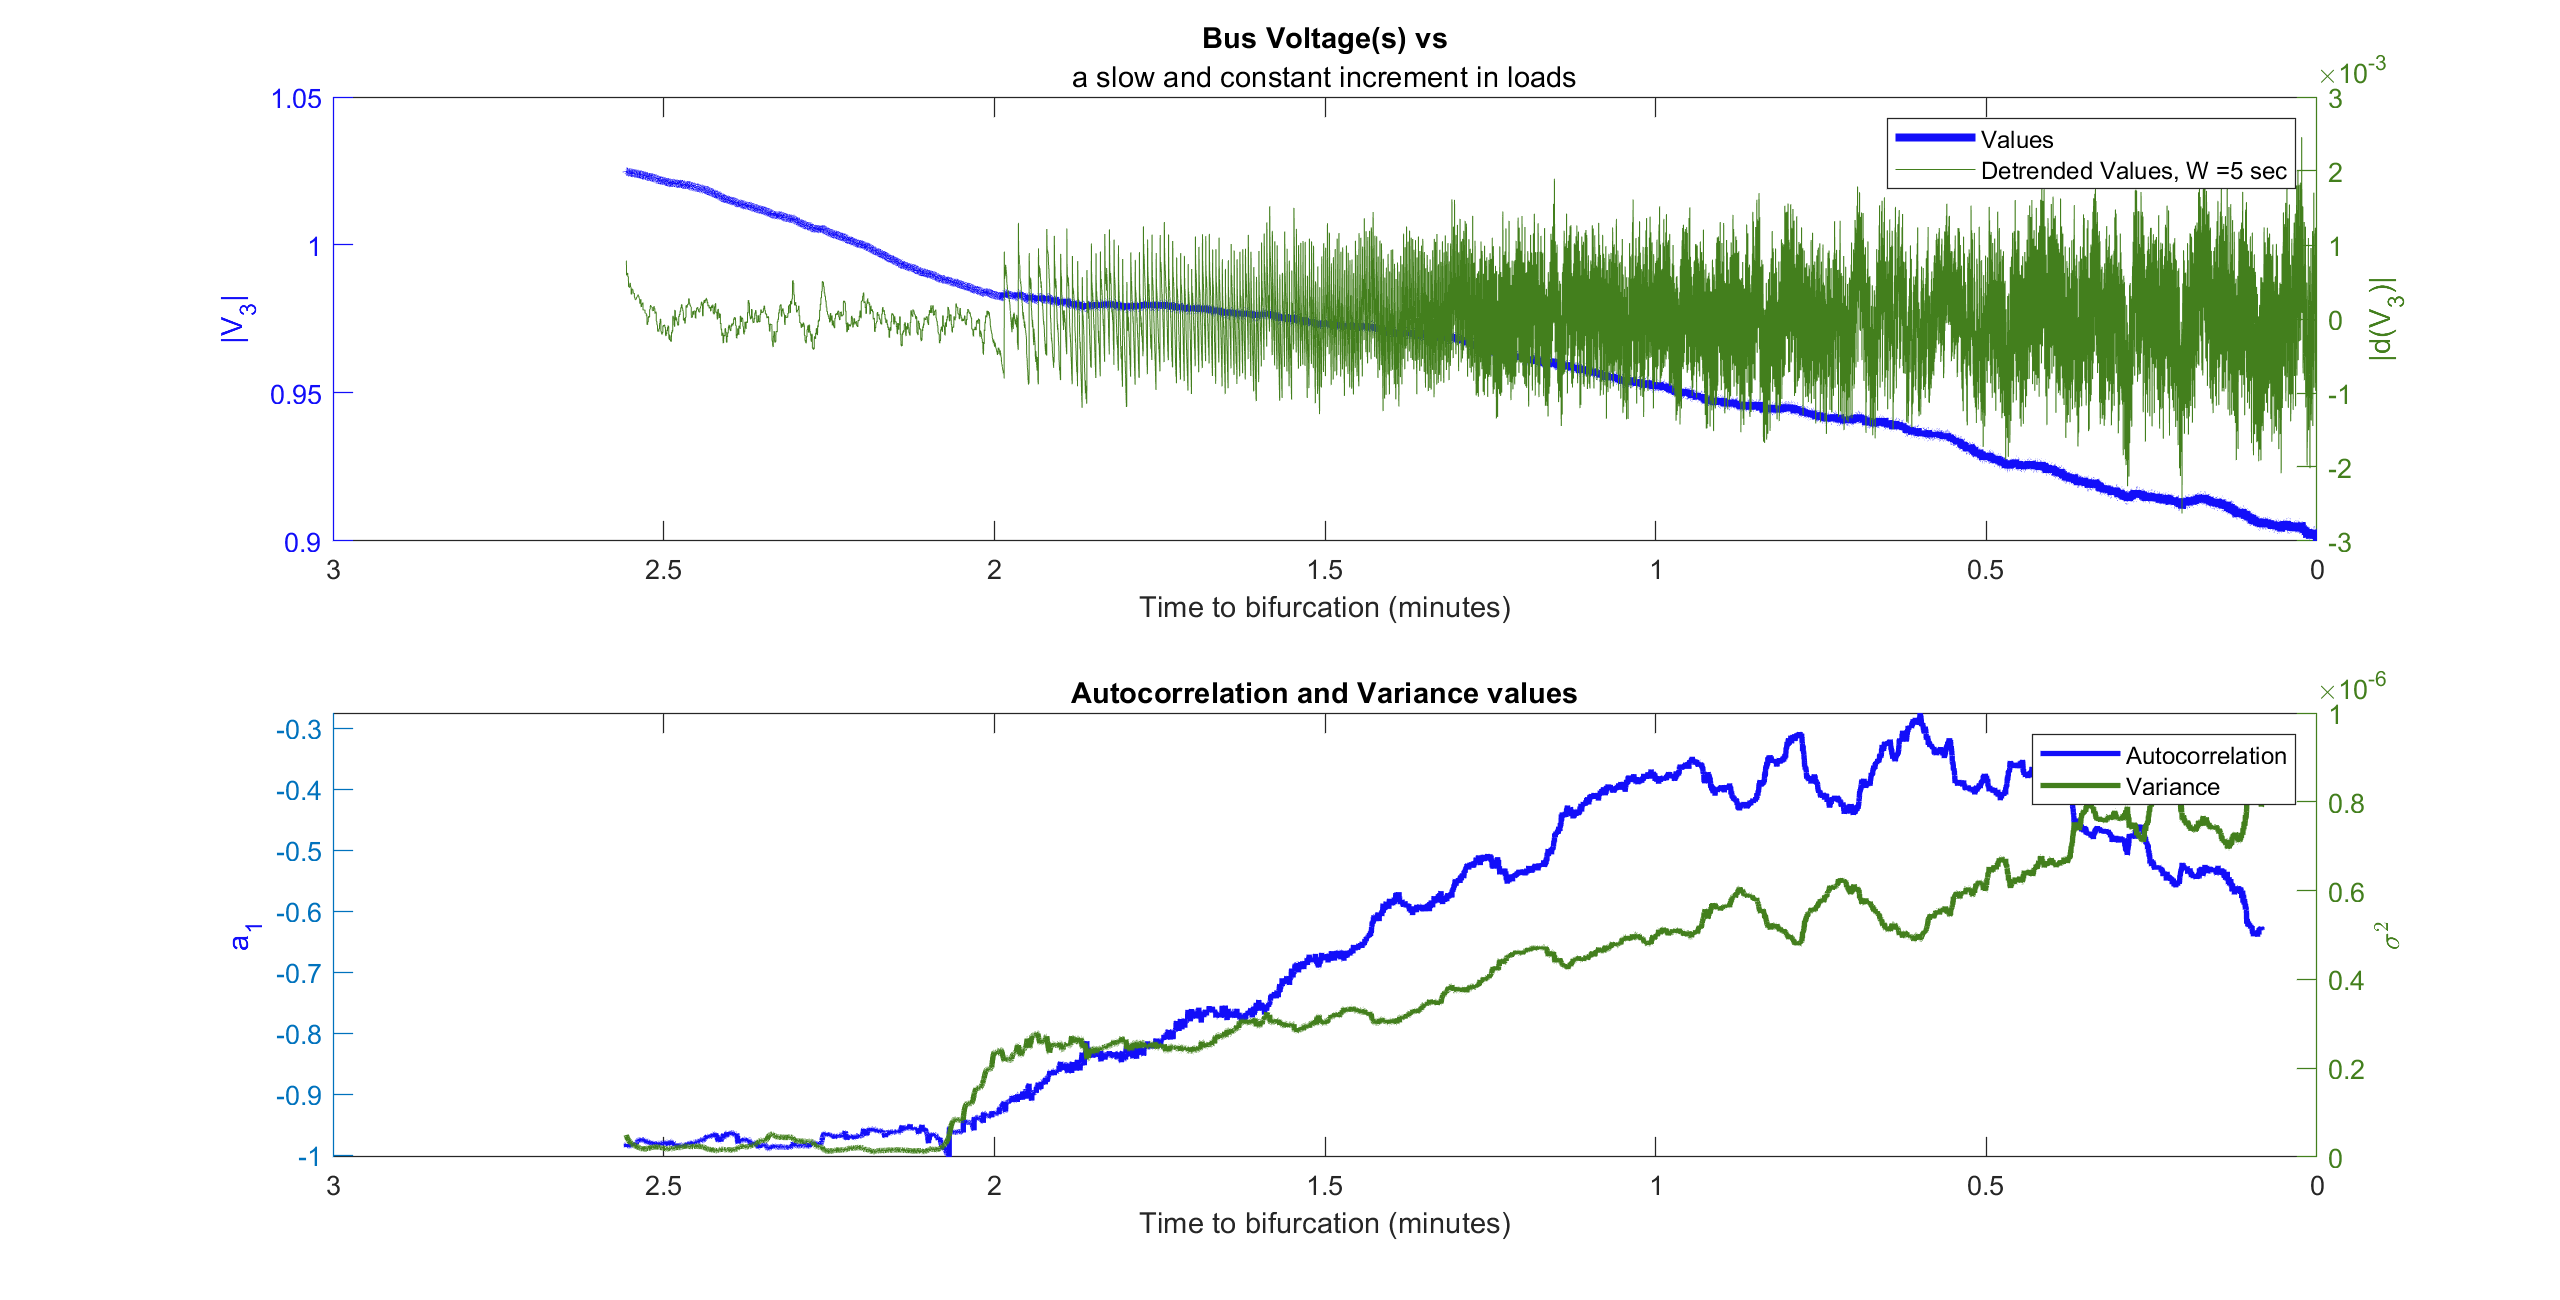 Bus Voltage(s) vs
a slow and constant increment in loads
×10-3
1.05
1
0.95
0.9
|V3|
3
2
1
0
-1
-2
-3
|d(V3)|
Values
Detrended Values, W =5 sec
3 2.5 2 1.5 1 0.5 0
Time to bifurcation (minutes)
Autocorrelation and Variance values
×10-6
-0.3
-0.4
-0.5
-0.6
-0.7
-0.8
-0.9
-1
a1
1
0.8
0.6
0.4
0.2
0
σ2
Autocorrelation
Variance
3 2.5 2 1.5 1 0.5 0
Time to bifurcation (minutes)